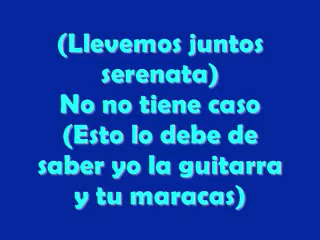 (Llevemos juntos
serenata)
No no tiene caso
(Esto lo debe de
saber yo la guitarra
y tu maracas)